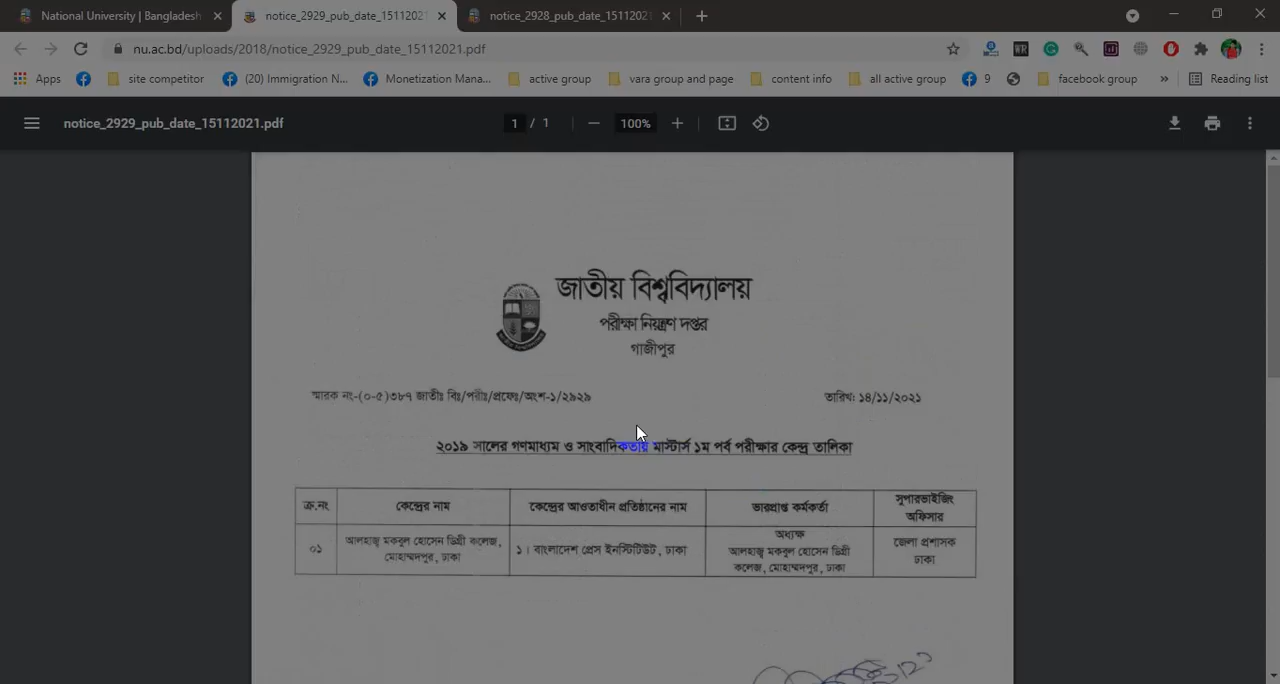 National University | Bangladesh
notice_2929_pub_date_15112021
notice_2928_pub_date_15112021
nu.ac.bd/uploads/2018/notice_2929_pub_date_15112021.pdf
Apps
site competitor
(20) Immigration N...
Monetization Mana...
active group
vara group and page
content info
all active group
9
facebook group
»
Reading list
notice_2929_pub_date_15112021.pdf
1 / 1
100%
জাতীয় বিশ্ববিদ্যালয়
পরীক্ষা নিয়ন্ত্রণ দপ্তর
গাজীপুর
স্মারক নং-(০-৫)৩৮৭ জাতীঃ বিঃ/পরীঃ/প্রফেঃ/অংশ-১/২৯২৯
তারিখ: ১৪/১১/২০২১
২০১৯ সালের গণমাধ্যম ও সাংবাদিকতায় মাস্টার্স ১ম পর্ব পরীক্ষার কেন্দ্র তালিকা
ক্র.নং
কেন্দ্রের নাম
কেন্দ্রের আওতাধীন প্রতিষ্ঠানের নাম
ভারপ্রাপ্ত কর্মকর্তা
সুপারভাইজিং
অফিসার
০১
আলহাজ্ব মকবুল হোসেন ডিগ্রী কলেজ,
মোহাম্মদপুর, ঢাকা
১। বাংলাদেশ প্রেস ইনস্টিটিউট, ঢাকা
অধ্যক্ষ
আলহাজ্ব মকবুল হোসেন ডিগ্রী
কলেজ, মোহাম্মদপুর, ঢাকা
জেলা প্রশাসক
ঢাকা